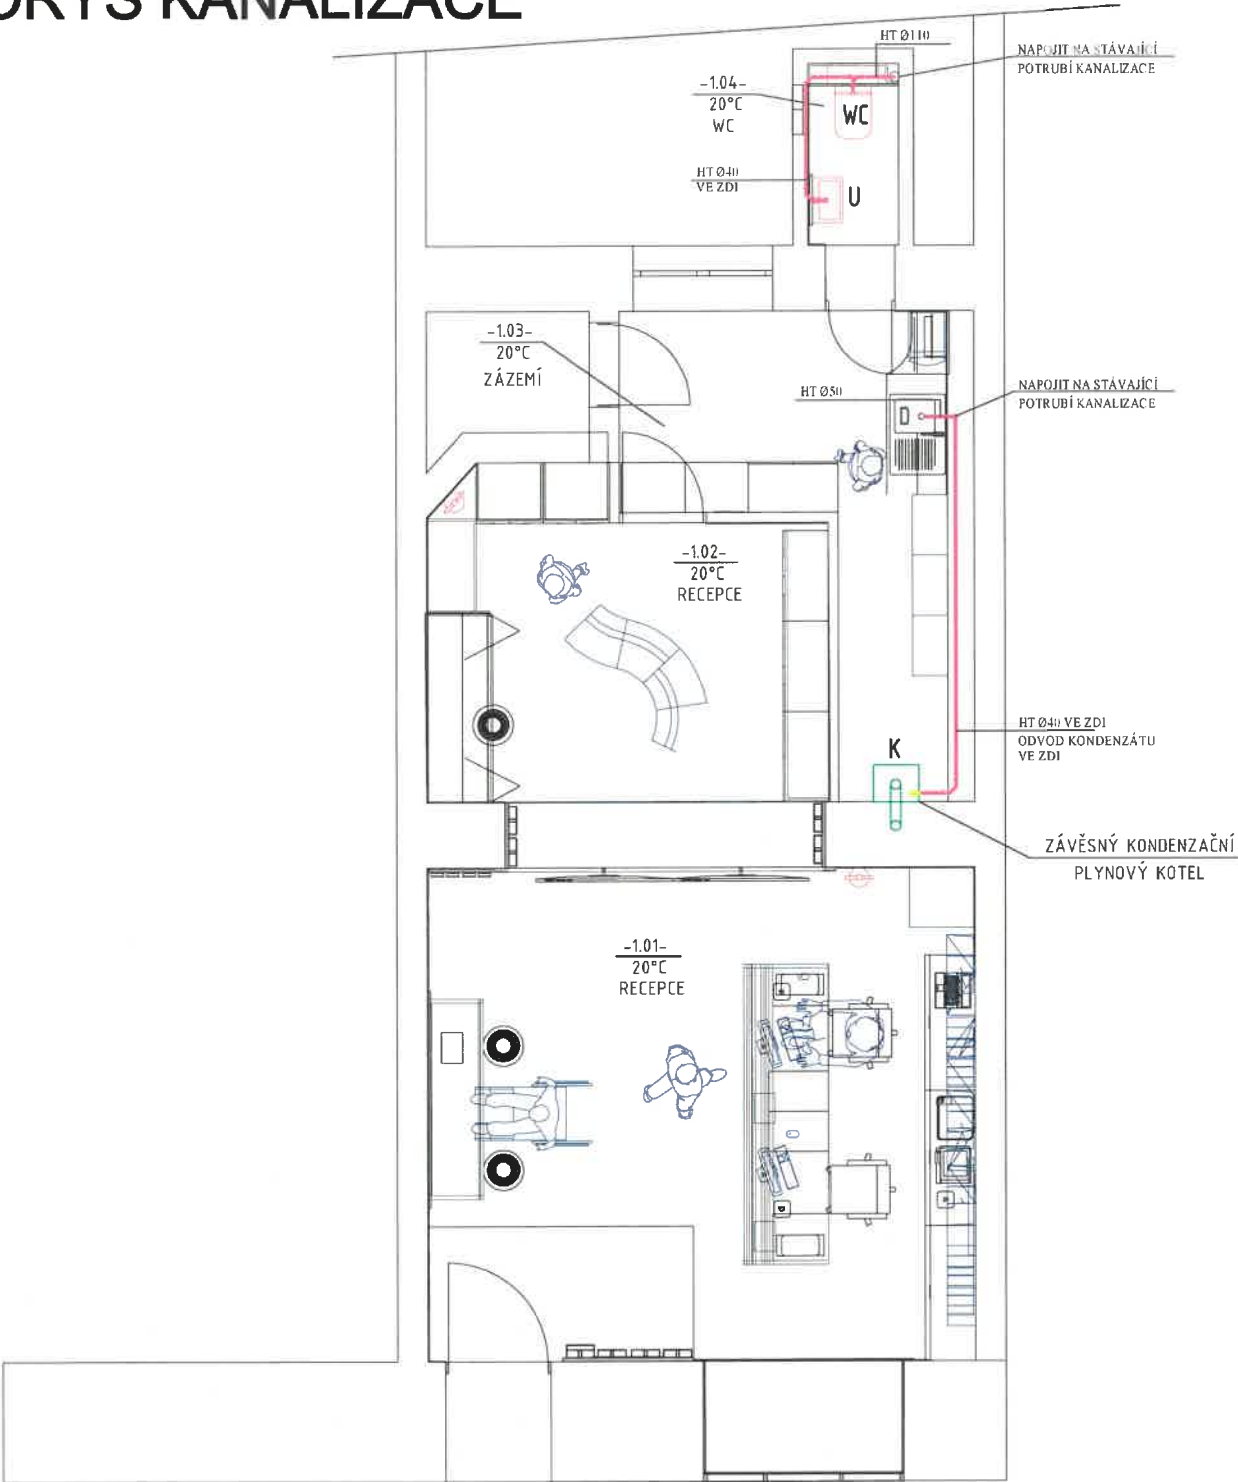 ORYS KANALIZACE
HT Ø110
NAPOJIT NA STÁVAJÍCÍ
POTRUBÍ KANALIZACE
-1.04-
20°C
WC
WC
HT Ø40
VE ZDI
U
-1.03-
20°C
ZÁZEMÍ
HT Ø50
NAPOJIT NA STÁVAJÍCÍ
POTRUBÍ KANALIZACE
-1.02-
20°C
RECEPCE
HT Ø40 VE ZDI
ODVOD KONDENZÁTU
VE ZDI
K
ZÁVĚSNÝ KONDENZAČNÍ
PLYNOVÝ KOTEL
-1.01-
20°C
RECEPCE